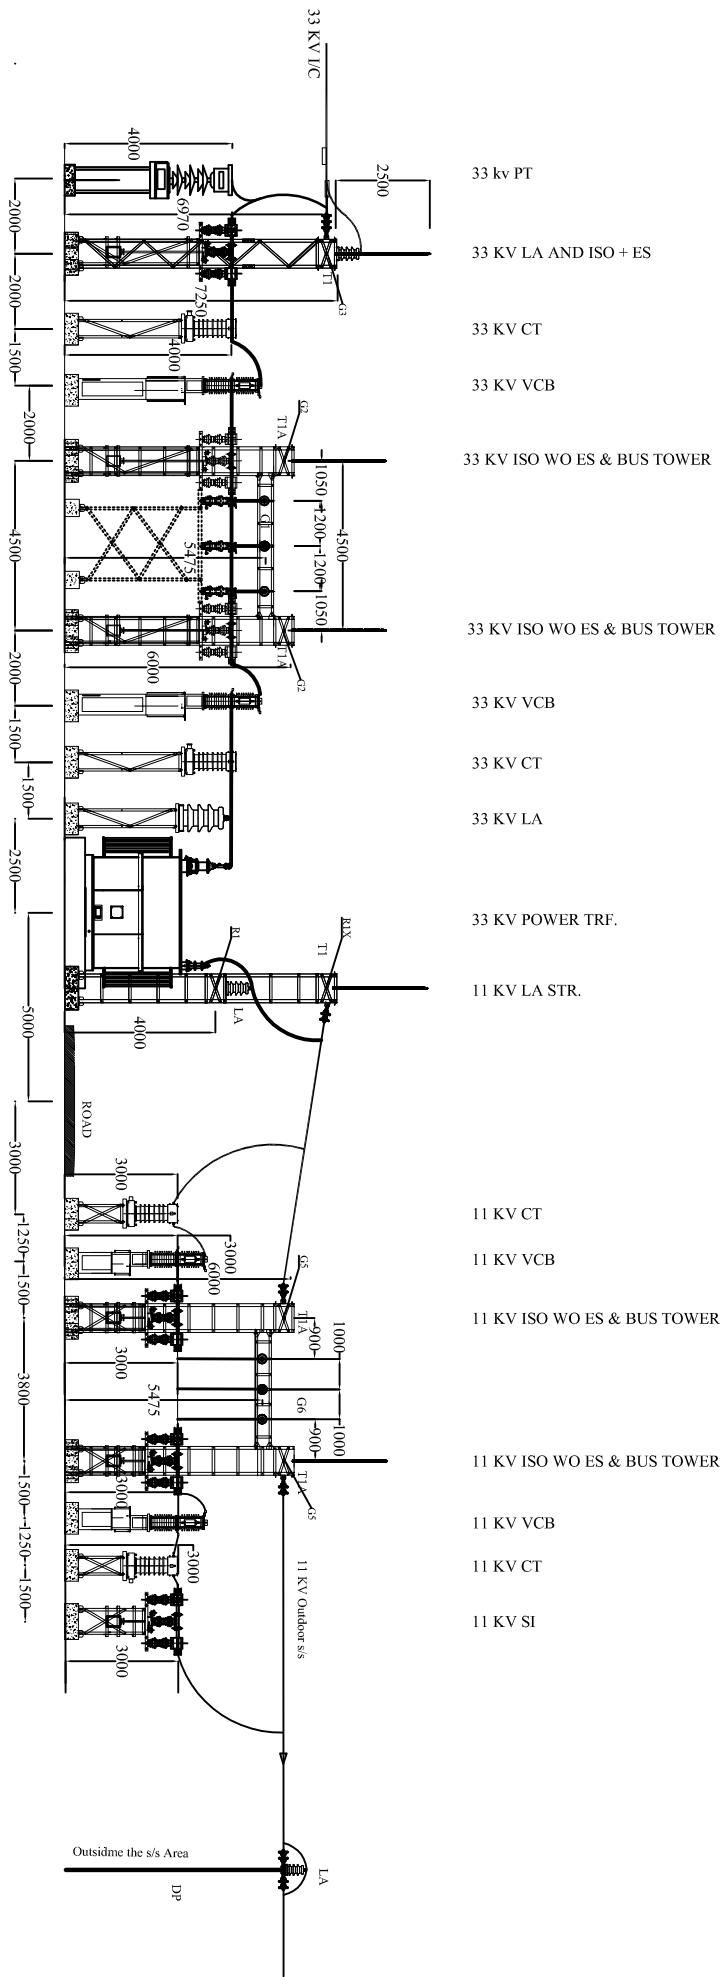 33 KV I/C
4000
2500
33 kv PT
2000
6970
33 KV LA AND ISO + ES
T1
G3
2000
7250
33 KV CT
4000
1500
33 KV VCB
2000
G2
T1A
33 KV ISO WO ES & BUS TOWER
1050
1200
4500
4500
5475
1200
1050
33 KV ISO WO ES & BUS TOWER
T1A
6000
G2
2000
33 KV VCB
1500
33 KV CT
1500
33 KV LA
2500
33 KV POWER TRF.
R1
R1X
T1
11 KV LA STR.
5000
LA
4000
ROAD
3000
3000
11 KV CT
1250
3000
11 KV VCB
6000
G5
1500
11 KV ISO WO ES & BUS TOWER
T1A
900
1000
3000
3800
5475
G6
900
1000
11 KV ISO WO ES & BUS TOWER
T1A
1500
3000
G5
11 KV VCB
1250
3000
11 KV CT
11 KV Outdoor s/s
1500
11 KV SI
3000
Outsidme the s/s Area
LA
DP